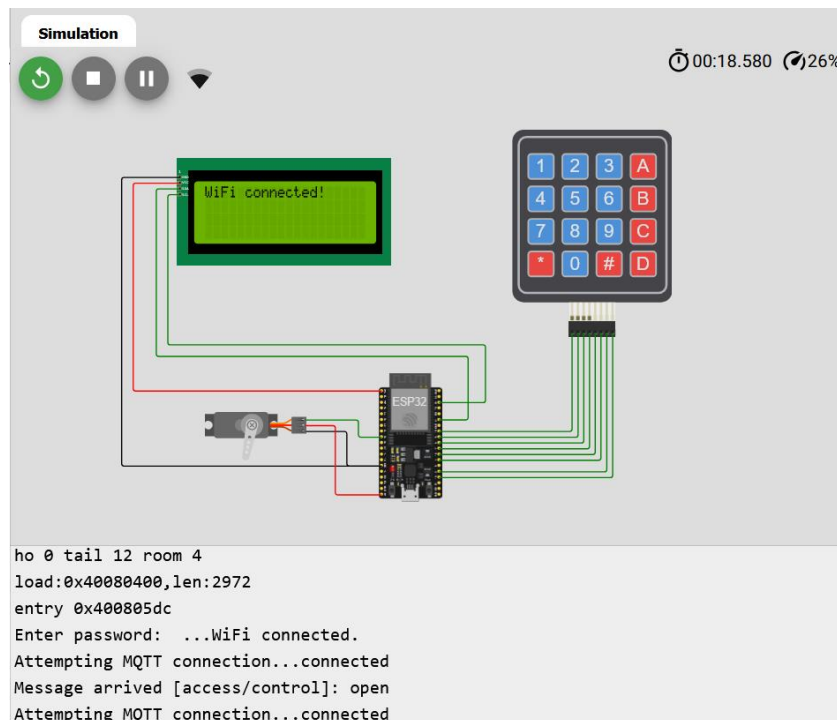 Simulation
00:18.580 26%
WiFi connected!
1 2 3 A
4 5 6 B
7 8 9 C
* 0 # D
ESP32
ho 0 tail 12 room 4
load:0x40080400,len:2972
entry 0x400805dc
Enter password:  ...WiFi connected.
Attempting MQTT connection...connected
Message arrived [access/control]: open
Attempting MQTT connection...connected